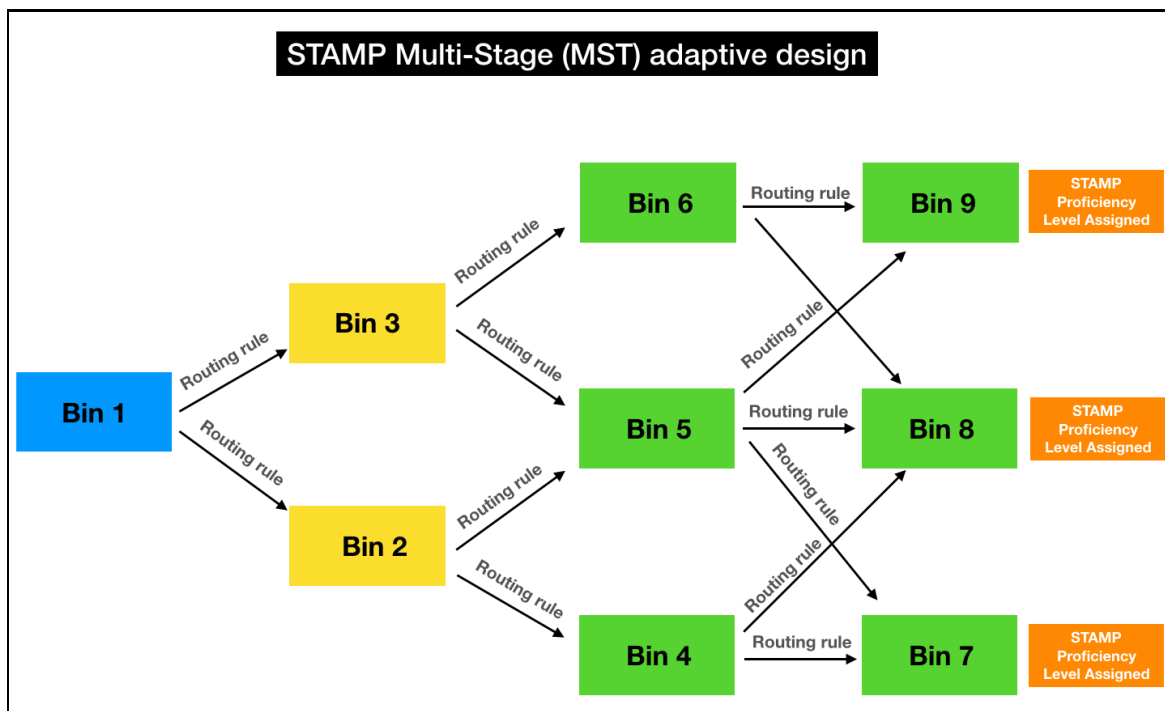 STAMP Multi-Stage (MST) adaptive design
Bin 6
Routing rule
Bin 9
STAMP
Proficiency
Level Assigned
Routing rule
Bin 3
Routing rule
Routing rule
Routing rule
Bin 1
Routing rule
Bin 5
Routing rule
Bin 8
STAMP
Proficiency
Level Assigned
Routing rule
Routing rule
Bin 2
Routing rule
Routing rule
Bin 4
Routing rule
Bin 7
STAMP
Proficiency
Level Assigned